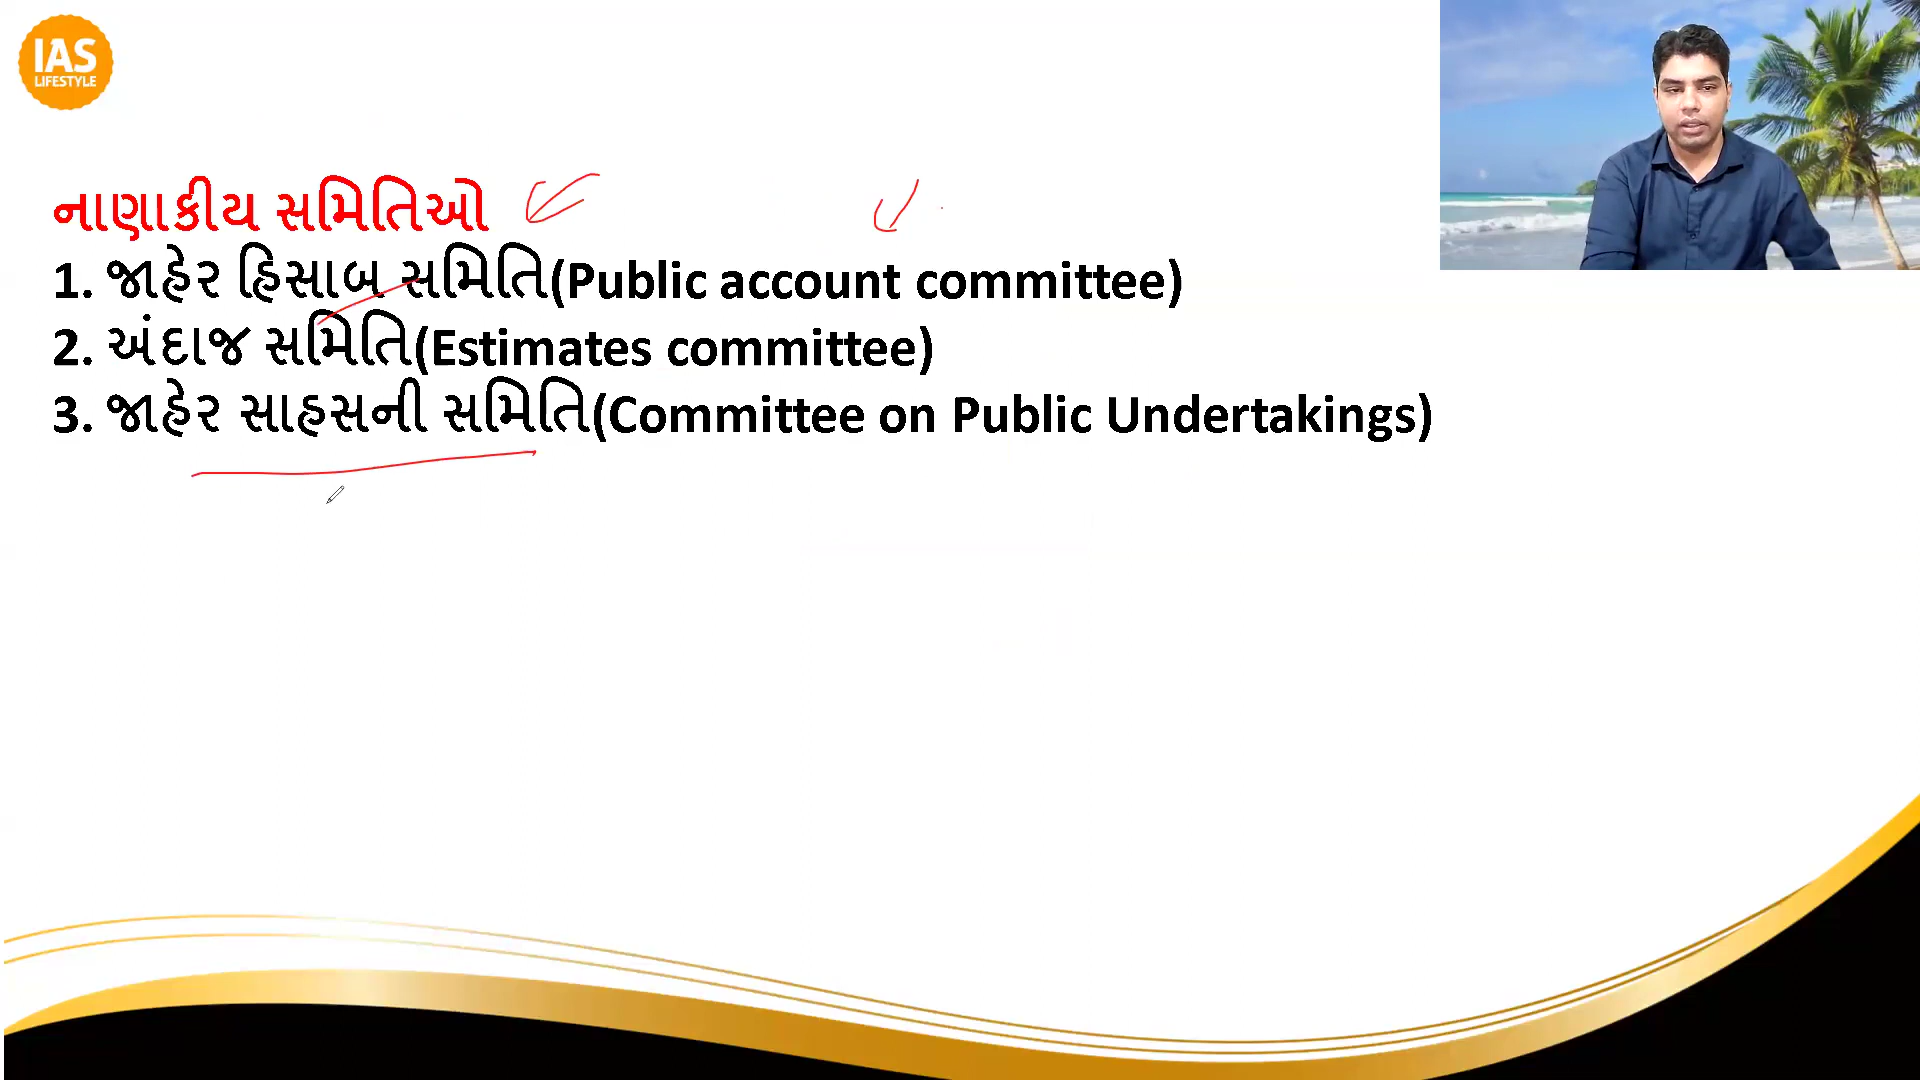 IAS
LIFESTYLE
નાણાકીય સમિતિઓ
1. જાહેર હિસાબ સમિતિ(Public account committee)
2. અંદાજ સમિતિ(Estimates committee)
3. જાહેર સાહસની સમિતિ(Committee on Public Undertakings)